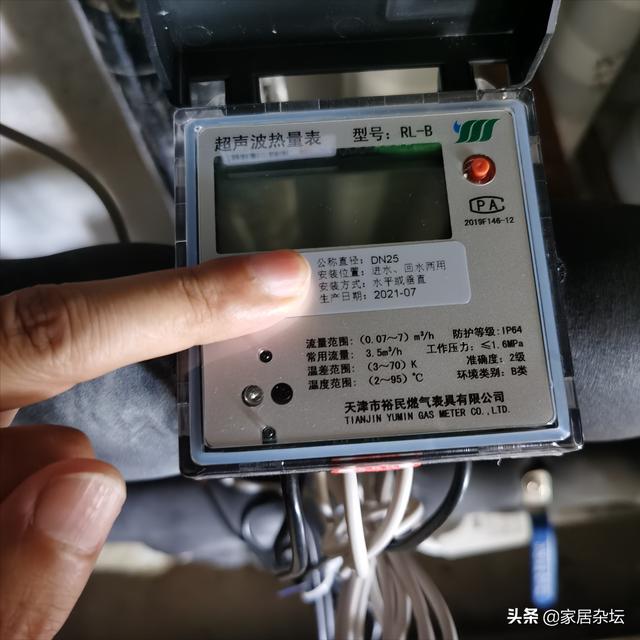 超声波热量表 型号: RL-B
PA
2019F146-12
公称直径: DN25
安装位置: 进水、回水两用
安装方式: 水平或垂直
生产日期: 2021-07
流量范围: (0.07～7) m³/h 防护等级: IP64
常用流量: 3.5m³/h 工作压力: ≤1.6MPa
温差范围: (3～70) K 准确度: 2级
温度范围: (2～95) ℃ 环境类别: B类
天津市裕民燃气表具有限公司
TIANJIN YUMIN GAS METER CO.,LTD.
头条 @家居杂坛